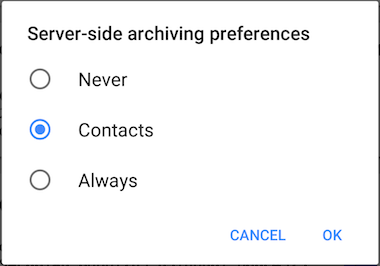 Server-side archiving preferences
Never
Contacts
Always
CANCEL OK